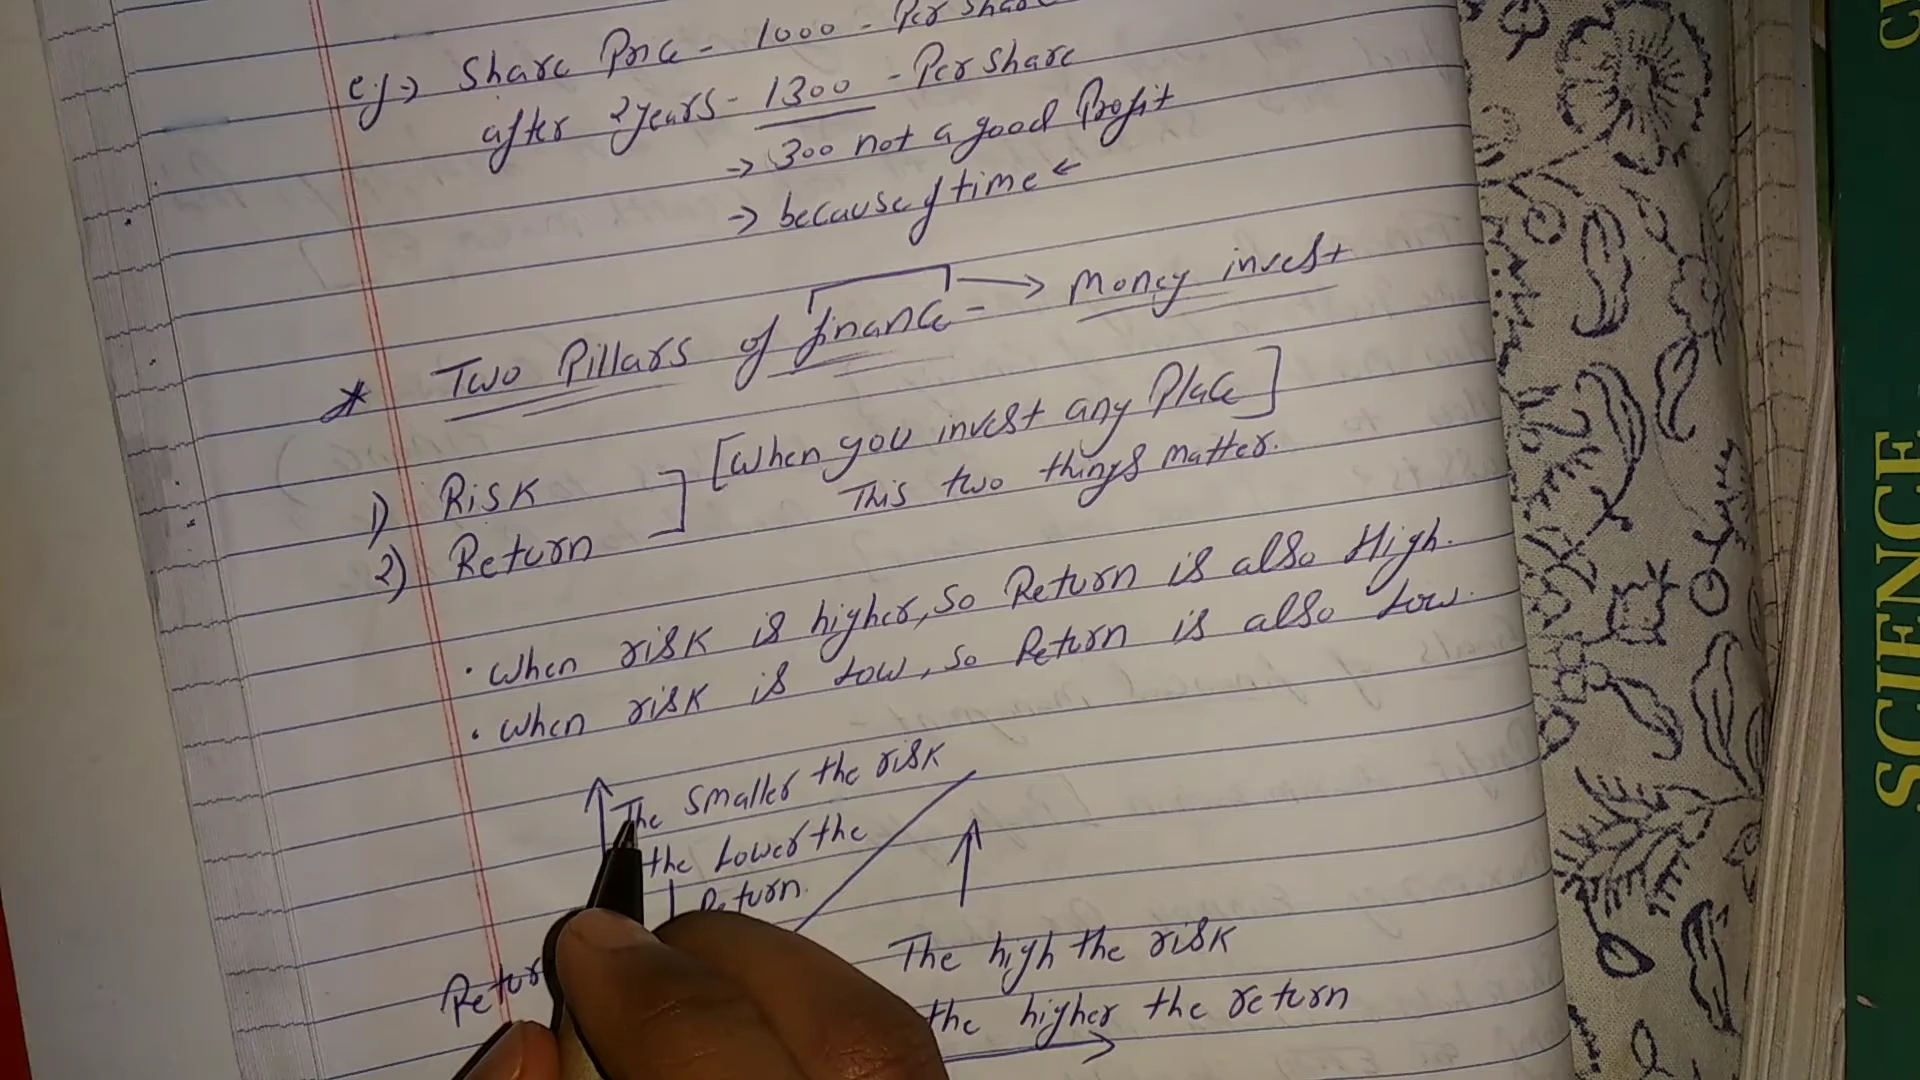 e.g → Share Price - 1000 - Per Share
after 2years - 1300 - Per Share
→ 300 not a good Profit
→ because of time ←
* Two Pillars of finance - → Money invest
1) Risk
2) Return
[When you invest any Place]
This two things matter.
• When risk is higher, so Return is also High.
• When risk is Low, so Return is also Low.
The Smaller the risk
the Lower the
Return.
Retur
The high the risk
the higher the return
SCIENCE